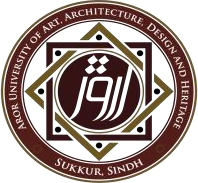 AROR UNIVERSITY OF ART, ARCHITECTURE, DESIGN AND HERITAGE
اروڙ
SUKKUR, SINDH